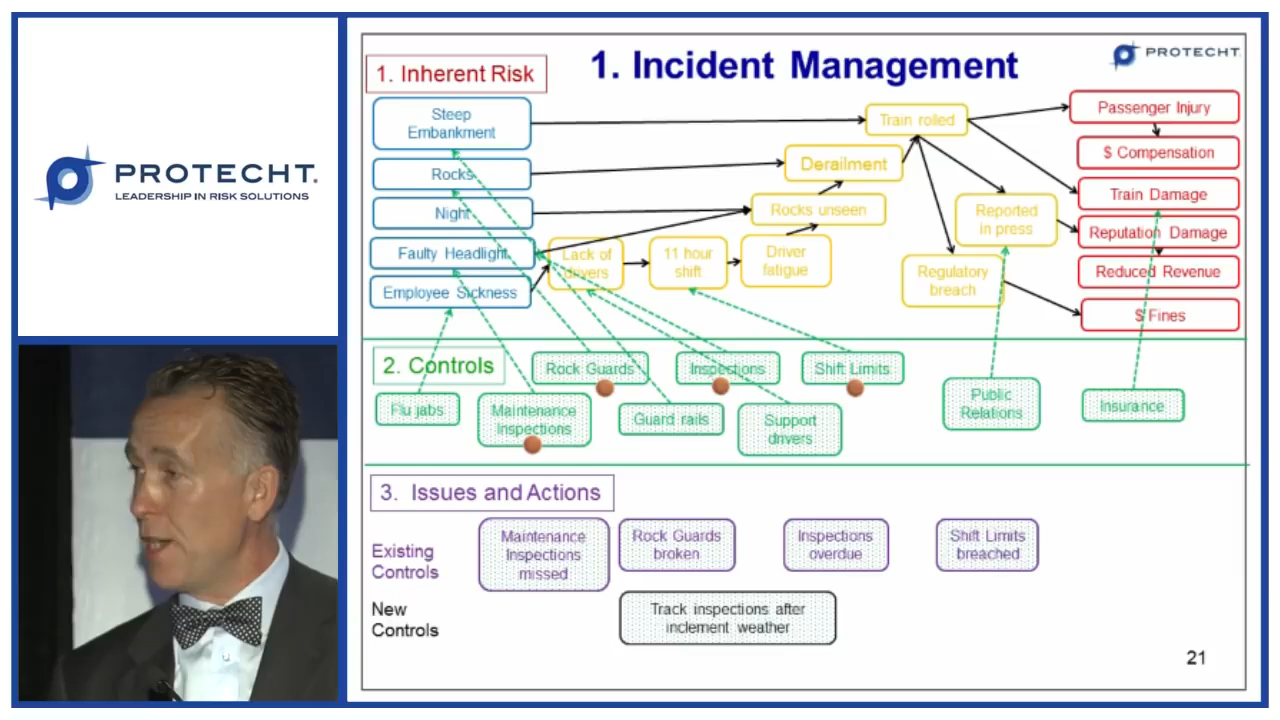 PROTECHT.
LEADERSHIP IN RISK SOLUTIONS
1. Inherent Risk
1. Incident Management
PROTECHT.
Steep
Embankment
Rocks
Night
Faulty Headlight
Employee Sickness
Lack of
drivers
11 hour
shift
Driver
fatigue
Rocks unseen
Derailment
Train rolled
Reported
in press
Regulatory
breach
Passenger Injury
$ Compensation
Train Damage
Reputation Damage
Reduced Revenue
$ Fines
2. Controls
Rock Guards
Inspections
Shift Limits
Flu jabs
Maintenance
Inspections
Guard rails
Support
drivers
Public
Relations
Insurance
3. Issues and Actions
Existing
Controls
Maintenance
Inspections
missed
Rock Guards
broken
Inspections
overdue
Shift Limits
breached
New
Controls
Track inspections after
inclement weather
21